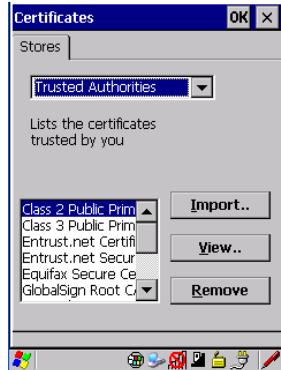 Certificates OK
Stores
Trusted Authorities
Lists the certificates
trusted by you
Class 2 Public Prim
Class 3 Public Prim
Entrust.net Certifi
Entrust.net Secur
Equifax Secure Ce
GlobalSign Root C
Import..
View..
Remove